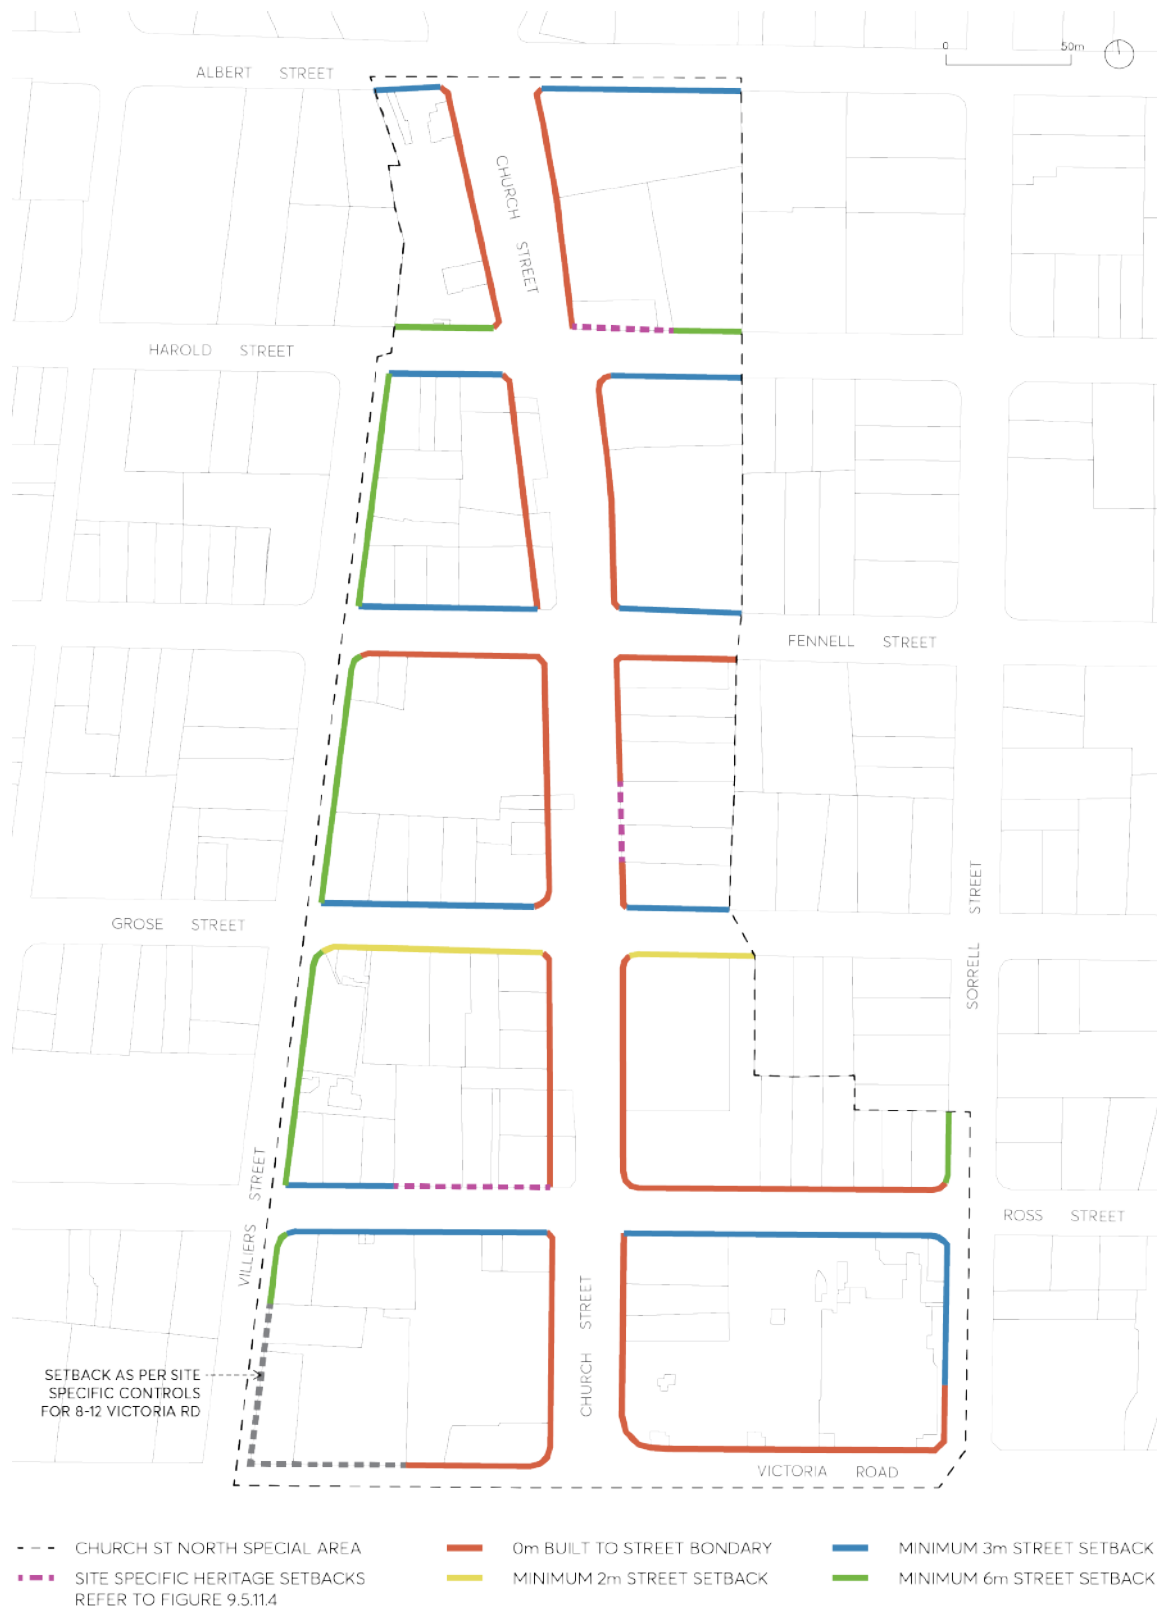 0 50m
ALBERT STREET
CHURCH STREET
HAROLD STREET
FENNELL STREET
GROSE STREET
SORRELL STREET
VILLIERS STREET
ROSS STREET
CHURCH STREET
SETBACK AS PER SITE
SPECIFIC CONTROLS
FOR 8-12 VICTORIA RD
VICTORIA ROAD
CHURCH ST NORTH SPECIAL AREA
SITE SPECIFIC HERITAGE SETBACKS
REFER TO FIGURE 9.5.11.4
0m BUILT TO STREET BONDARY
MINIMUM 2m STREET SETBACK
MINIMUM 3m STREET SETBACK
MINIMUM 6m STREET SETBACK